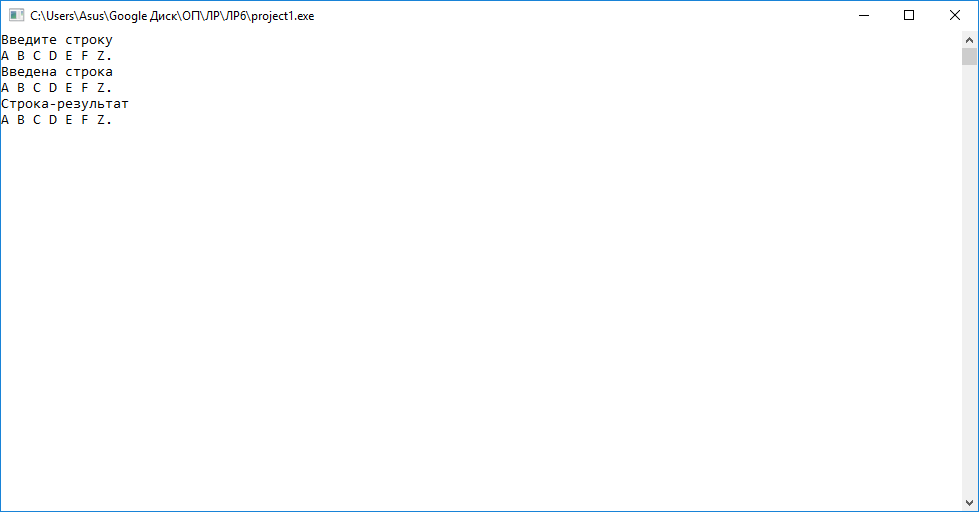 C:\Users\Asus\Google Диск\ОП\ЛР\ЛР6\project1.exe
Введите строку
A B C D E F Z.
Введена строка
A B C D E F Z.
Строка-результат
A B C D E F Z.